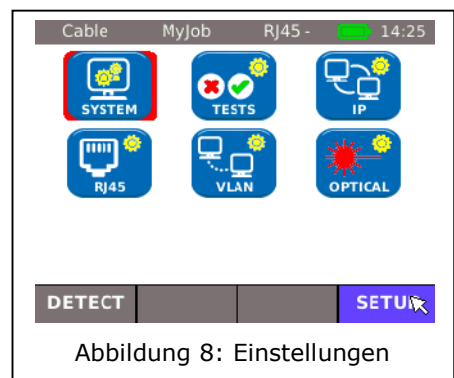 Cable MyJob RJ45 - 14:25
SYSTEM TESTS IP
RJ45 VLAN OPTICAL
DETECT SETUP
Abbildung 8: Einstellungen